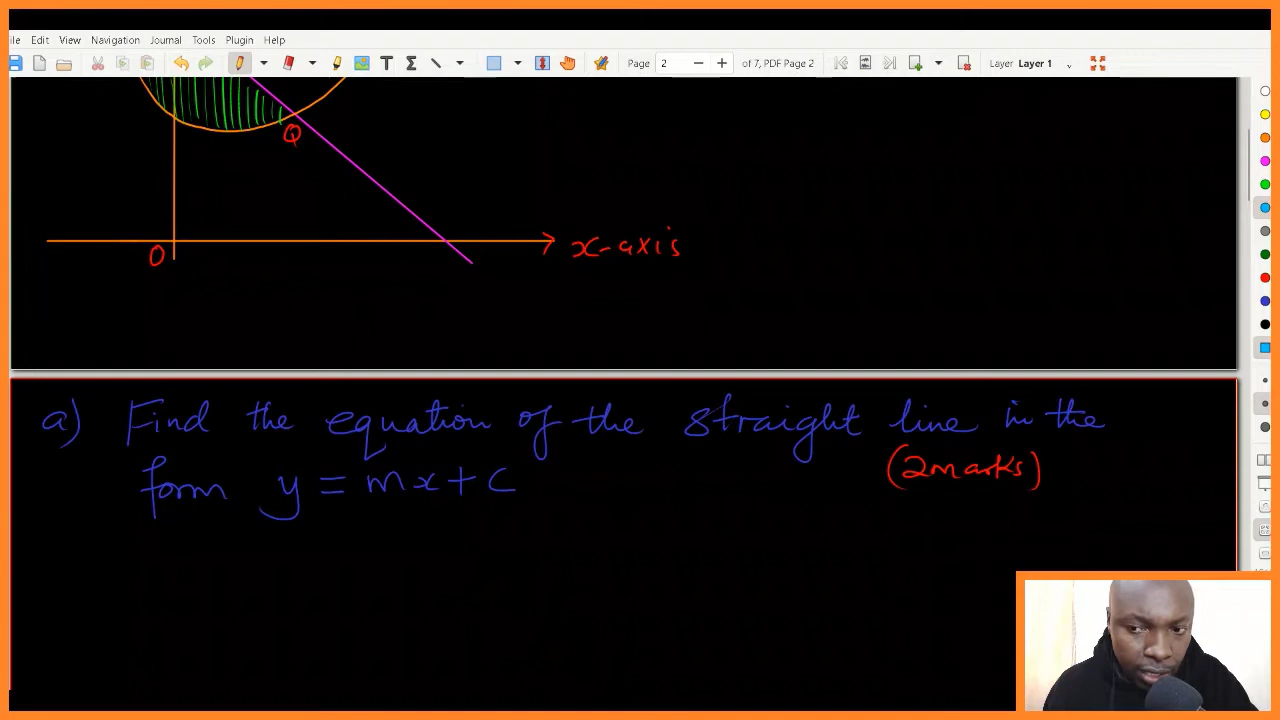 ile Edit View Navigation Journal Tools Plugin Help
Page 2 of 7, PDF Page 2 Layer Layer 1
Q
O
x-axis
a) Find the equation of the straight line in the
form y = mx + c (2marks)